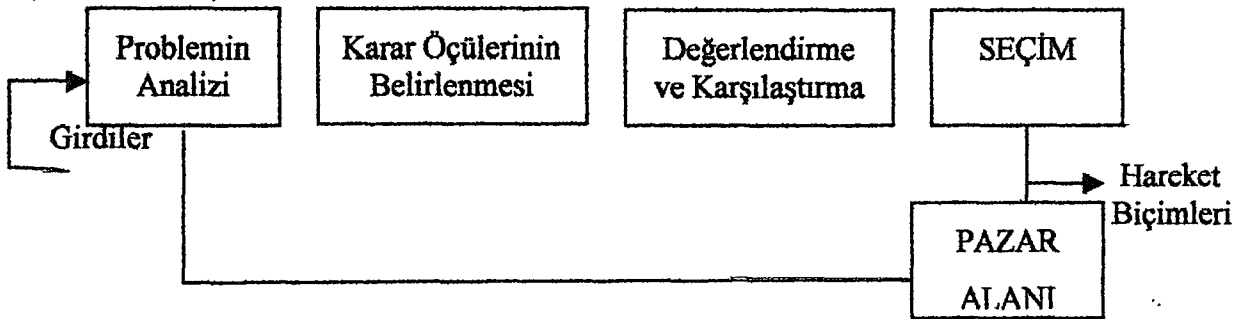 Problemin
Analizi
Karar Öçülerinin
Belirlenmesi
Değerlendirme
ve Karşılaştırma
SEÇİM
Girdiler
Hareket
Biçimleri
PAZAR
ALANI